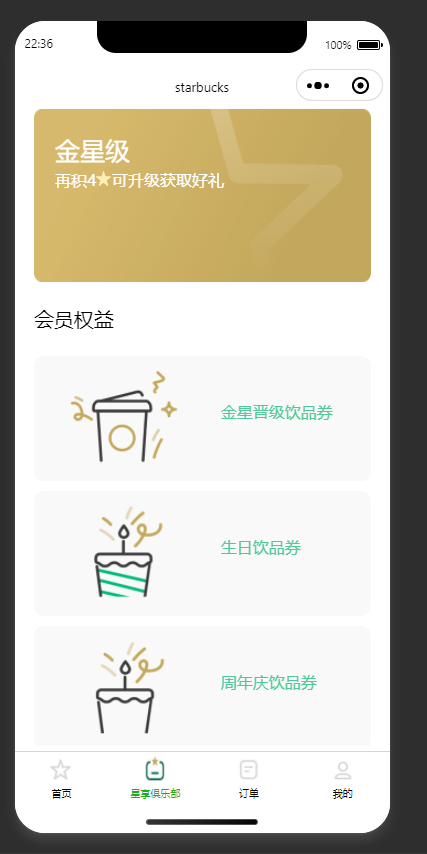 22:36
100%
starbucks
金星级
再积4⭐可升级获取好礼
会员权益
金星晋级饮品券
生日饮品券
周年庆饮品券
首页
星享俱乐部
订单
我的